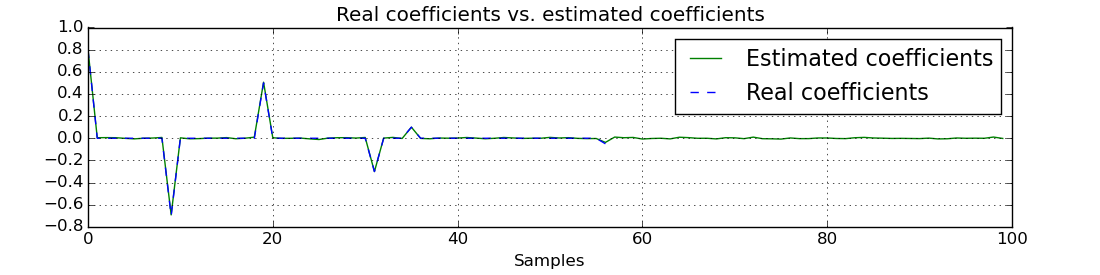 Real coefficients vs. estimated coefficients
1.0
0.8
0.6
0.4
0.2
0.0
−0.2
−0.4
−0.6
−0.8
Estimated coefficients
Real coefficients
0 20 40 60 80 100
Samples